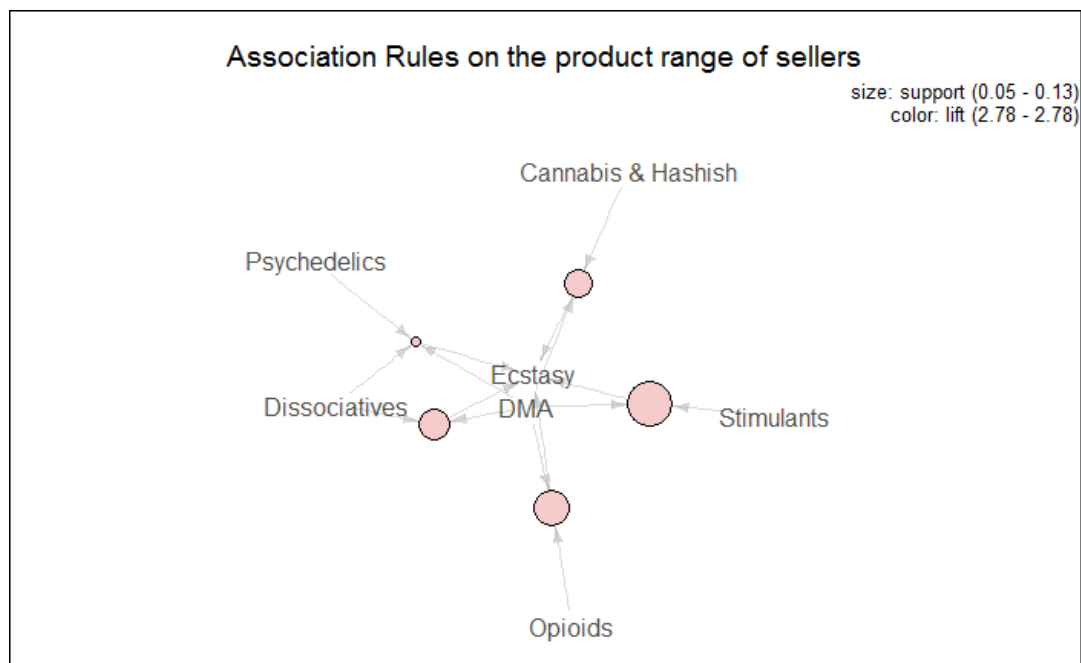 Association Rules on the product range of sellers
size: support (0.05 - 0.13)
color: lift (2.78 - 2.78)
Cannabis & Hashish
Psychedelics
Ecstasy
Dissociatives
DMA
Stimulants
Opioids